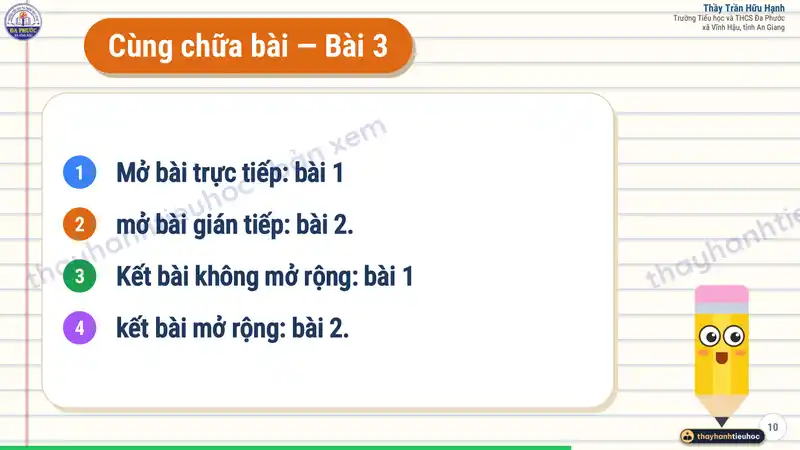 Thầy Trần Hữu Hạnh
Trường Tiểu học và THCS Đa Phước
xã Vĩnh Hậu, tỉnh An Giang
ĐA PHƯỚC
Cùng chữa bài – Bài 3
1 Mở bài trực tiếp: bài 1
2 mở bài gián tiếp: bài 2.
3 Kết bài không mở rộng: bài 1
4 kết bài mở rộng: bài 2.
thayhanhtieuhoc
10